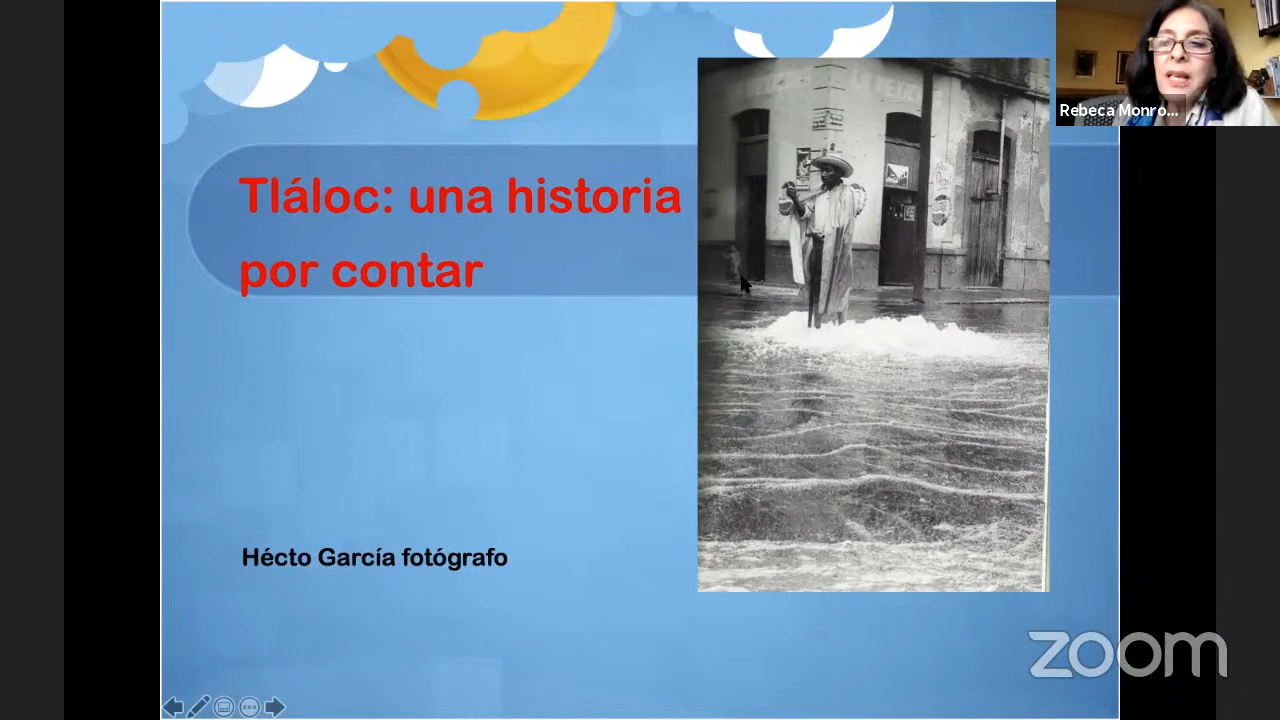 Rebeca Monro...
Tláloc: una historia
por contar
Hécto García fotógrafo
zoom